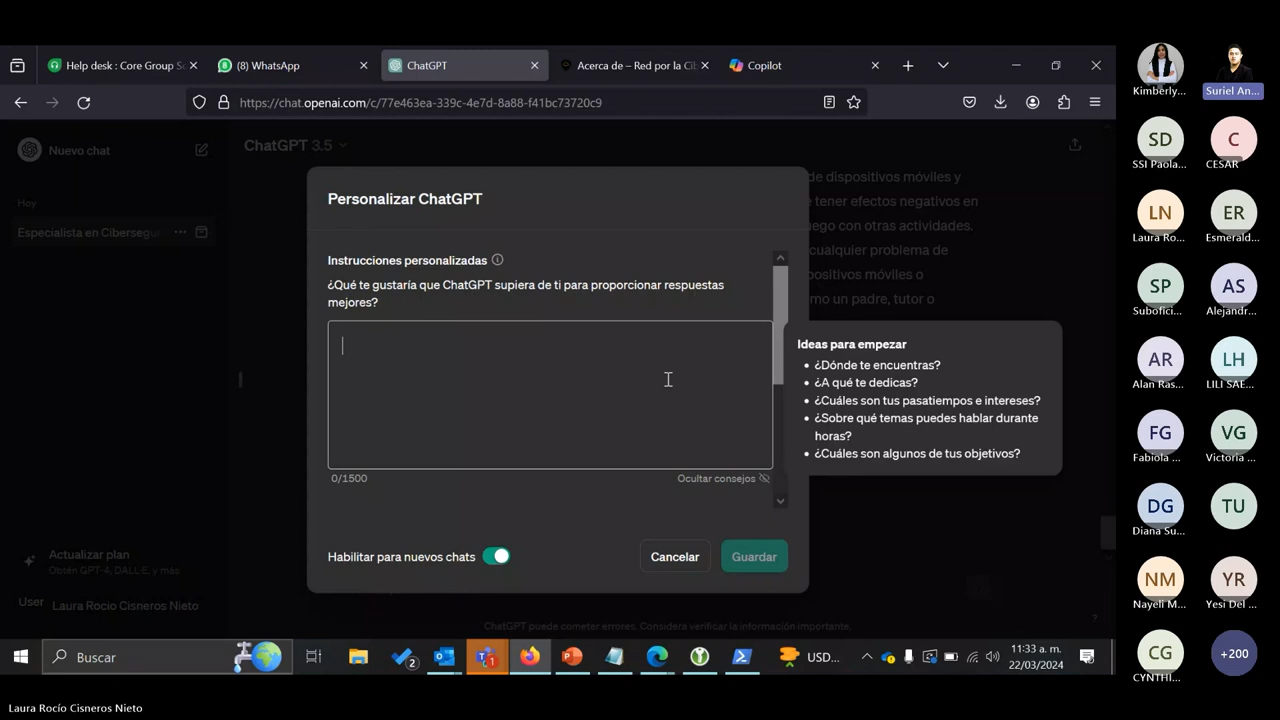 Help desk : Core Group Se
(8) WhatsApp
ChatGPT
Acerca de – Red por la Cib
Copilot
https://chat.openai.com/c/77e463ea-339c-4e7d-8a88-f41bc73720c9
Nuevo chat
ChatGPT 3.5
Hoy
Especialista en Cibersegui
de dispositivos móviles y
tener efectos negativos en
uego con otras actividades.
cualquier problema de
positivos móviles o
mo un padre, tutor o
Personalizar ChatGPT
Instrucciones personalizadas
¿Qué te gustaría que ChatGPT supiera de ti para proporcionar respuestas
mejores?
0/1500
Ocultar consejos
Ideas para empezar
• ¿Dónde te encuentras?
• ¿A qué te dedicas?
• ¿Cuáles son tus pasatiempos e intereses?
• ¿Sobre qué temas puedes hablar durante
horas?
• ¿Cuáles son algunos de tus objetivos?
Habilitar para nuevos chats
Cancelar
Guardar
Actualizar plan
Obtén GPT-4, DALL·E, y más
User
Laura Rocio Cisneros Nieto
ChatGPT puede cometer errores. Considera verificar la información importante.
?
Buscar
2
1
USD...
11:33 a. m.
22/03/2024
Kimberly...
Suriel An...
SD
SSI Paola...
C
CESAR
LN
Laura Ro...
ER
Esmerald...
SP
Subofici...
AS
Alejandr...
AR
Alan Ras...
LH
LILI SAE...
FG
Fabiola ...
VG
Victoria ...
DG
Diana Su...
TU
NM
Nayeli M...
YR
Yesi Del ...
CG
CYNTHI...
+200
Laura Rocío Cisneros Nieto